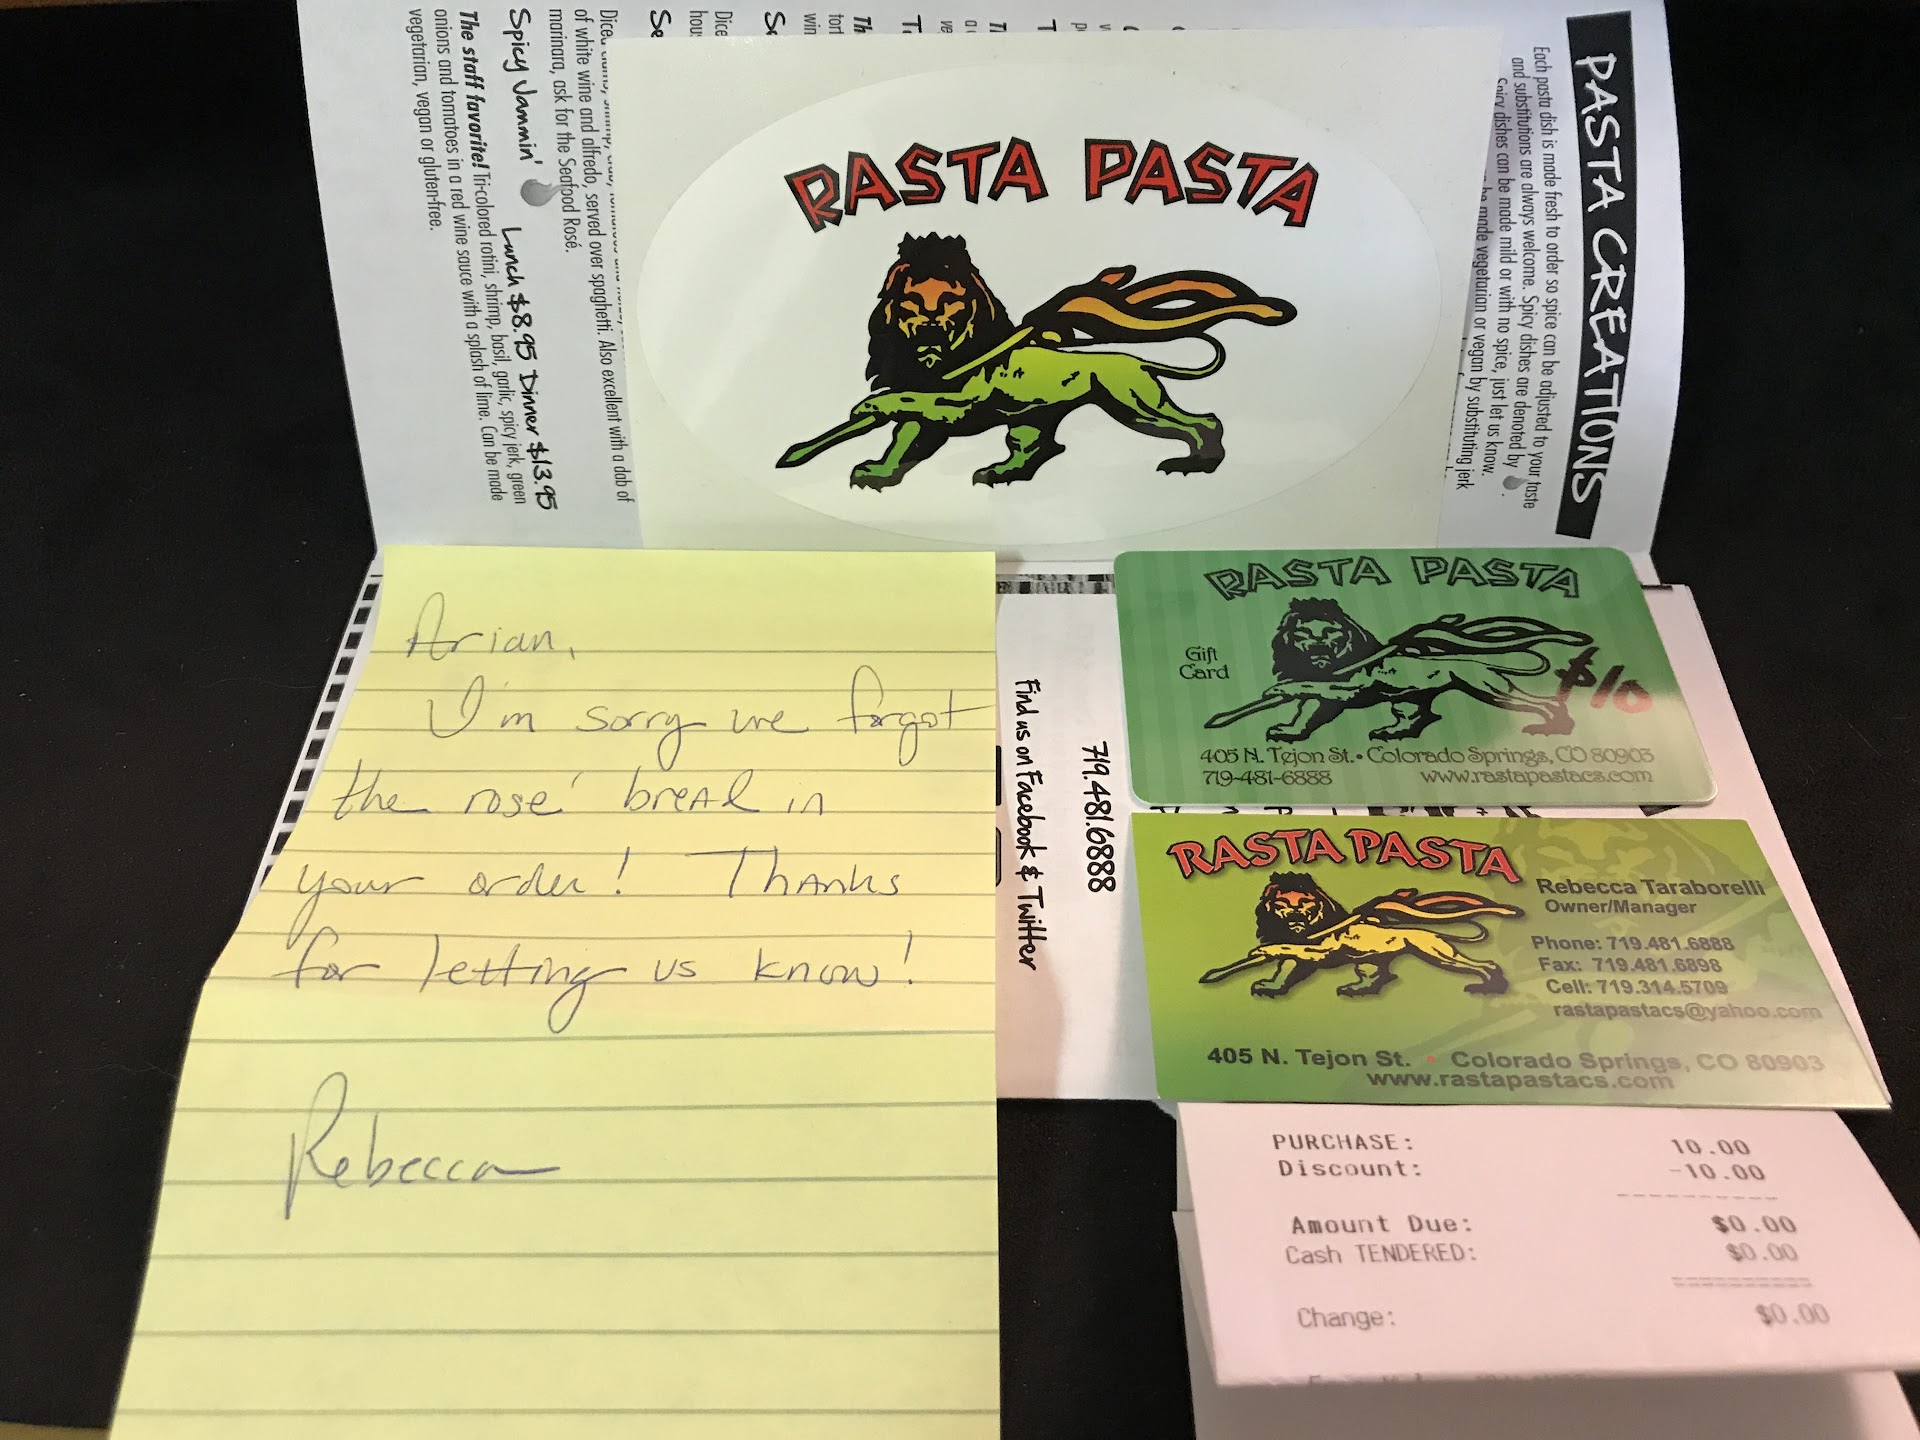 PASTA CREATIONS
Each pasta dish is made fresh to order so spice can be adjusted to your taste
and substitutions are always welcome. Spicy dishes are denoted by
Spicy dishes can be made mild or with no spice, just let us know.
be made vegetarian or vegan by substituting jerk
RASTA PASTA
Diced
of white wine and alfredo, served over spaghetti. Also excellent with a dab of
marinara, ask for the Seafood Rosé.
Spicy Jammin' Lunch $8.95 Dinner $13.95
The staff favorite! Tri-colored rotini, shrimp, basil, garlic, spicy jerk, green
onions and tomatoes in a red wine sauce with a splash of lime. Can be made
vegetarian, vegan or gluten-free.
Arian,
I'm sorry we forgot
the rosé bread in
your order! Thanks
for letting us know!
Rebecca
719.481.6888
Find us on Facebook & Twitter
RASTA PASTA
Gift
Card
$10
405 N. Tejon St. • Colorado Springs, CO 80903
719-481-6888 www.rastapastacs.com
RASTA PASTA
Rebecca Taraborelli
Owner/Manager
Phone: 719.481.6888
Fax: 719.481.6898
Cell: 719.314.5709
rastapastacs@yahoo.com
405 N. Tejon St. • Colorado Springs, CO 80903
www.rastapastacs.com
PURCHASE: 10.00
Discount: -10.00
Amount Due: $0.00
Cash TENDERED: $0.00
Change: $0.00